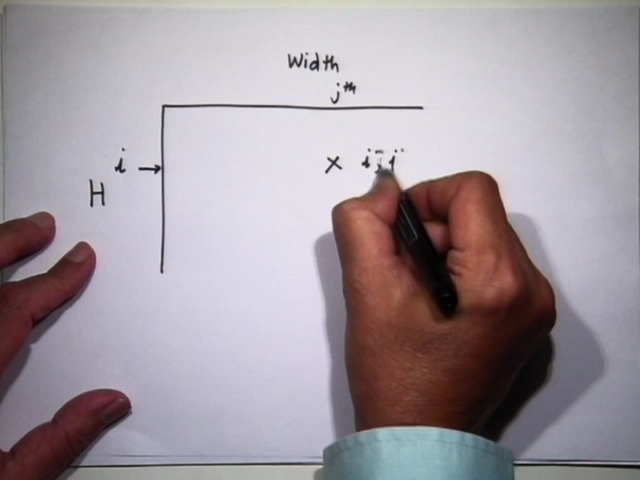 Width
jth
i → x i, j
H